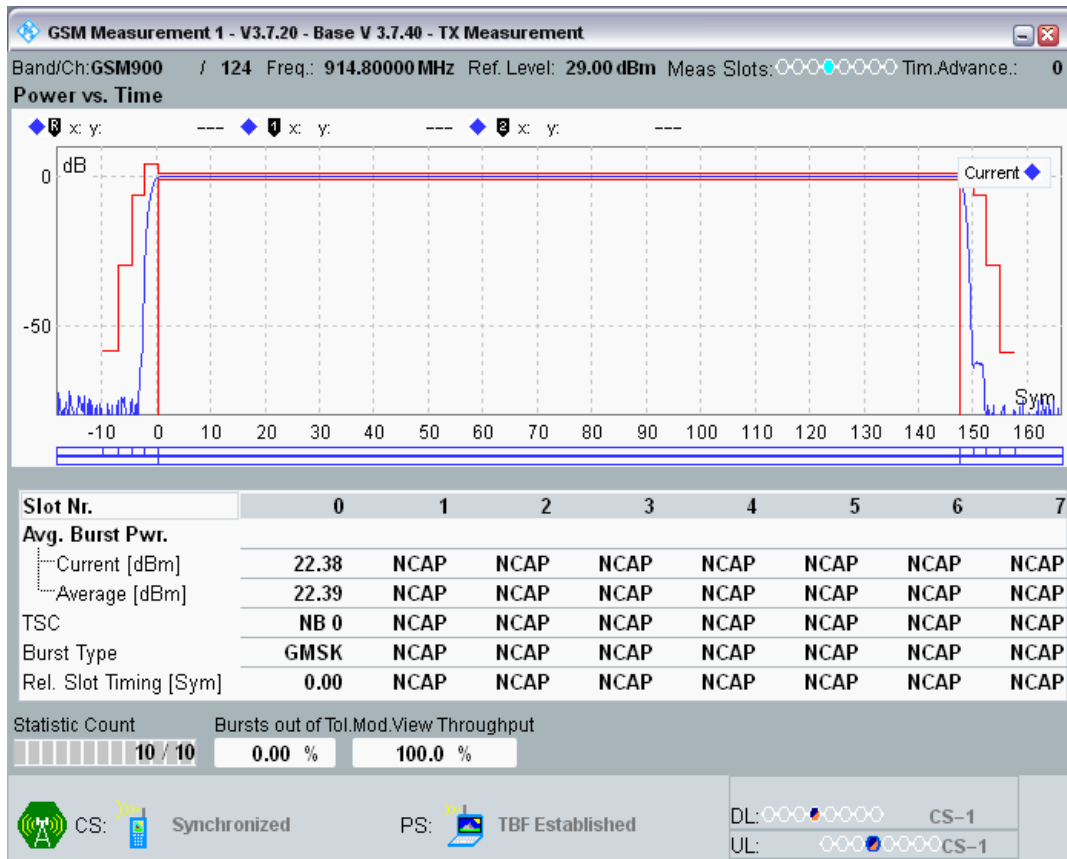 GSM Measurement 1 - V3.7.20 - Base V 3.7.40 - TX Measurement
Band/Ch:GSM900 / 124 Freq.: 914.80000 MHz Ref. Level: 29.00 dBm Meas Slots: Tim.Advance.: 0
Power vs. Time
R x: y: --- 1 x: y: --- 2 x: y: ---
dB
Current
0
-50
Sym
-10 0 10 20 30 40 50 60 70 80 90 100 110 120 130 140 150 160
Slot Nr. 0 1 2 3 4 5 6 7
Avg. Burst Pwr.
Current [dBm] 22.38 NCAP NCAP NCAP NCAP NCAP NCAP NCAP
Average [dBm] 22.39 NCAP NCAP NCAP NCAP NCAP NCAP NCAP
TSC NB 0 NCAP NCAP NCAP NCAP NCAP NCAP NCAP
Burst Type GMSK NCAP NCAP NCAP NCAP NCAP NCAP NCAP
Rel. Slot Timing [Sym] 0.00 NCAP NCAP NCAP NCAP NCAP NCAP NCAP
Statistic Count Bursts out of Tol. Mod.View Throughput
10 / 10 0.00 % 100.0 %
CS: Synchronized PS: TBF Established DL: CS-1
UL: CS-1